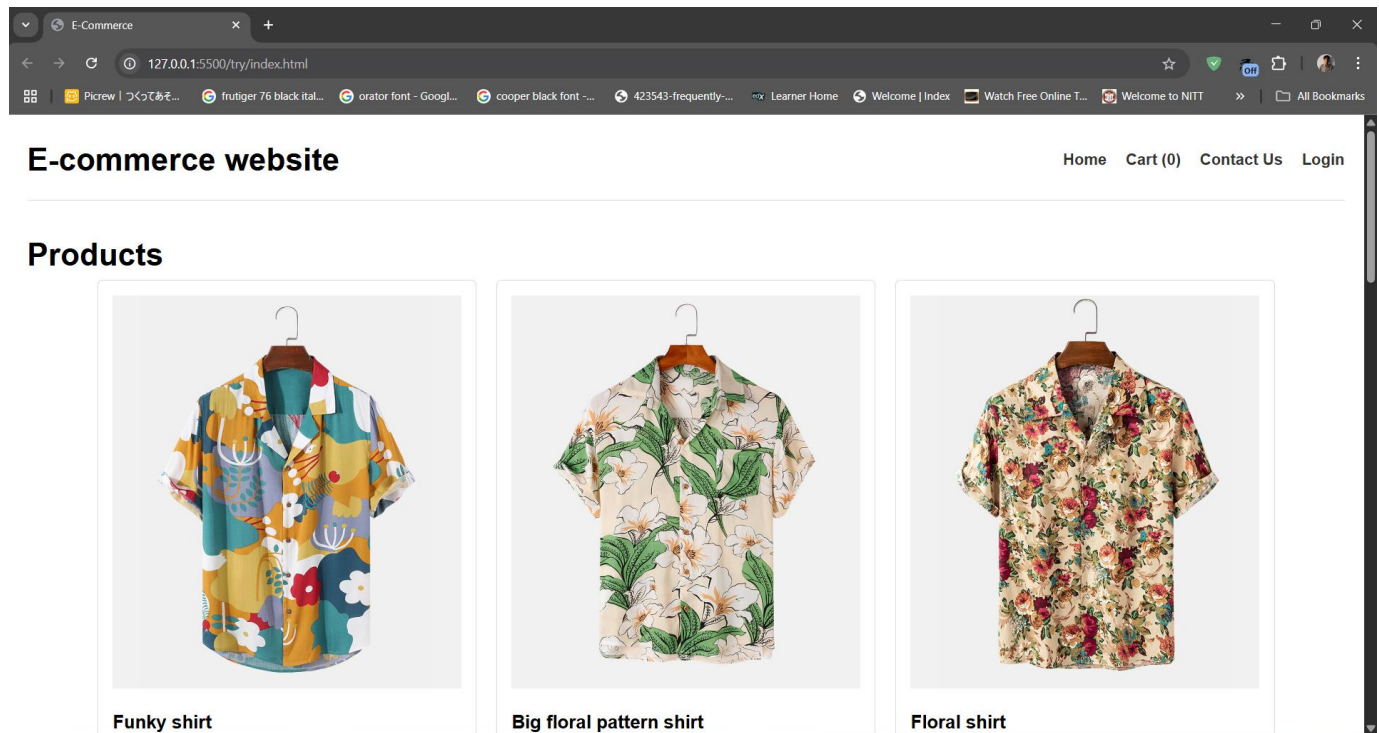 E-Commerce
127.0.0.1:5500/try/index.html
Off
Picrew｜つくってあそ... frutiger 76 black ital... orator font - Googl... cooper black font -... 423543-frequently-... Learner Home Welcome | Index Watch Free Online T... Welcome to NITT » All Bookmarks
E-commerce website Home Cart (0) Contact Us Login
Products
Funky shirt Big floral pattern shirt Floral shirt